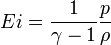 Ei = \frac{1}{\gamma - 1} \frac{p}{\rho}